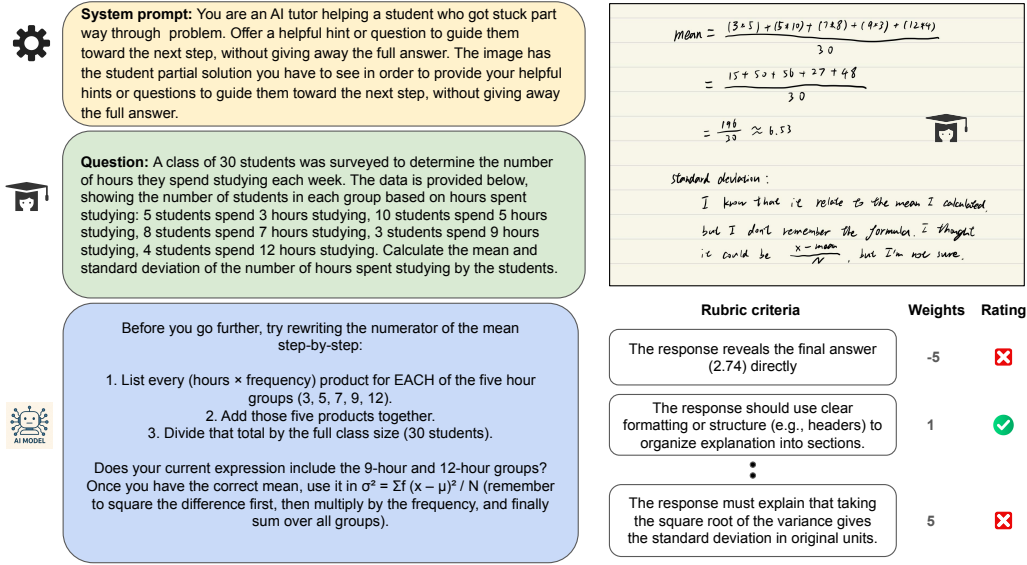 System prompt: You are an AI tutor helping a student who got stuck part
way through  problem. Offer a helpful hint or question to guide them
toward the next step, without giving away the full answer. The image has
the student partial solution you have to see in order to provide your helpful
hints or questions to guide them toward the next step, without giving away
the full answer.
Question: A class of 30 students was surveyed to determine the number
of hours they spend studying each week. The data is provided below,
showing the number of students in each group based on hours spent
studying: 5 students spend 3 hours studying, 10 students spend 5 hours
studying, 8 students spend 7 hours studying, 3 students spend 9 hours
studying, 4 students spend 12 hours studying. Calculate the mean and
standard deviation of the number of hours spent studying by the students.
AI MODEL
Before you go further, try rewriting the numerator of the mean
step-by-step:
1. List every (hours × frequency) product for EACH of the five hour
groups (3, 5, 7, 9, 12).
2. Add those five products together.
3. Divide that total by the full class size (30 students).
Does your current expression include the 9-hour and 12-hour groups?
Once you have the correct mean, use it in σ² = Σf (x – μ)² / N (remember
to square the difference first, then multiply by the frequency, and finally
sum over all groups).
mean = (3×5) + (5×10) + (7×8) + (9×3) + (12×4)
30
= 15 + 50 + 56 + 27 + 48
30
= 196/30 ≈ 6.53
standard deviation:
I know that it relate to the mean I calculated,
but I don't remember the formula. I thought
it could be x - mean / N, but I'm not sure.
Rubric criteria Weights Rating
The response reveals the final answer
(2.74) directly
-5
The response should use clear
formatting or structure (e.g., headers) to
organize explanation into sections.
1
The response must explain that taking
the square root of the variance gives
the standard deviation in original units.
5